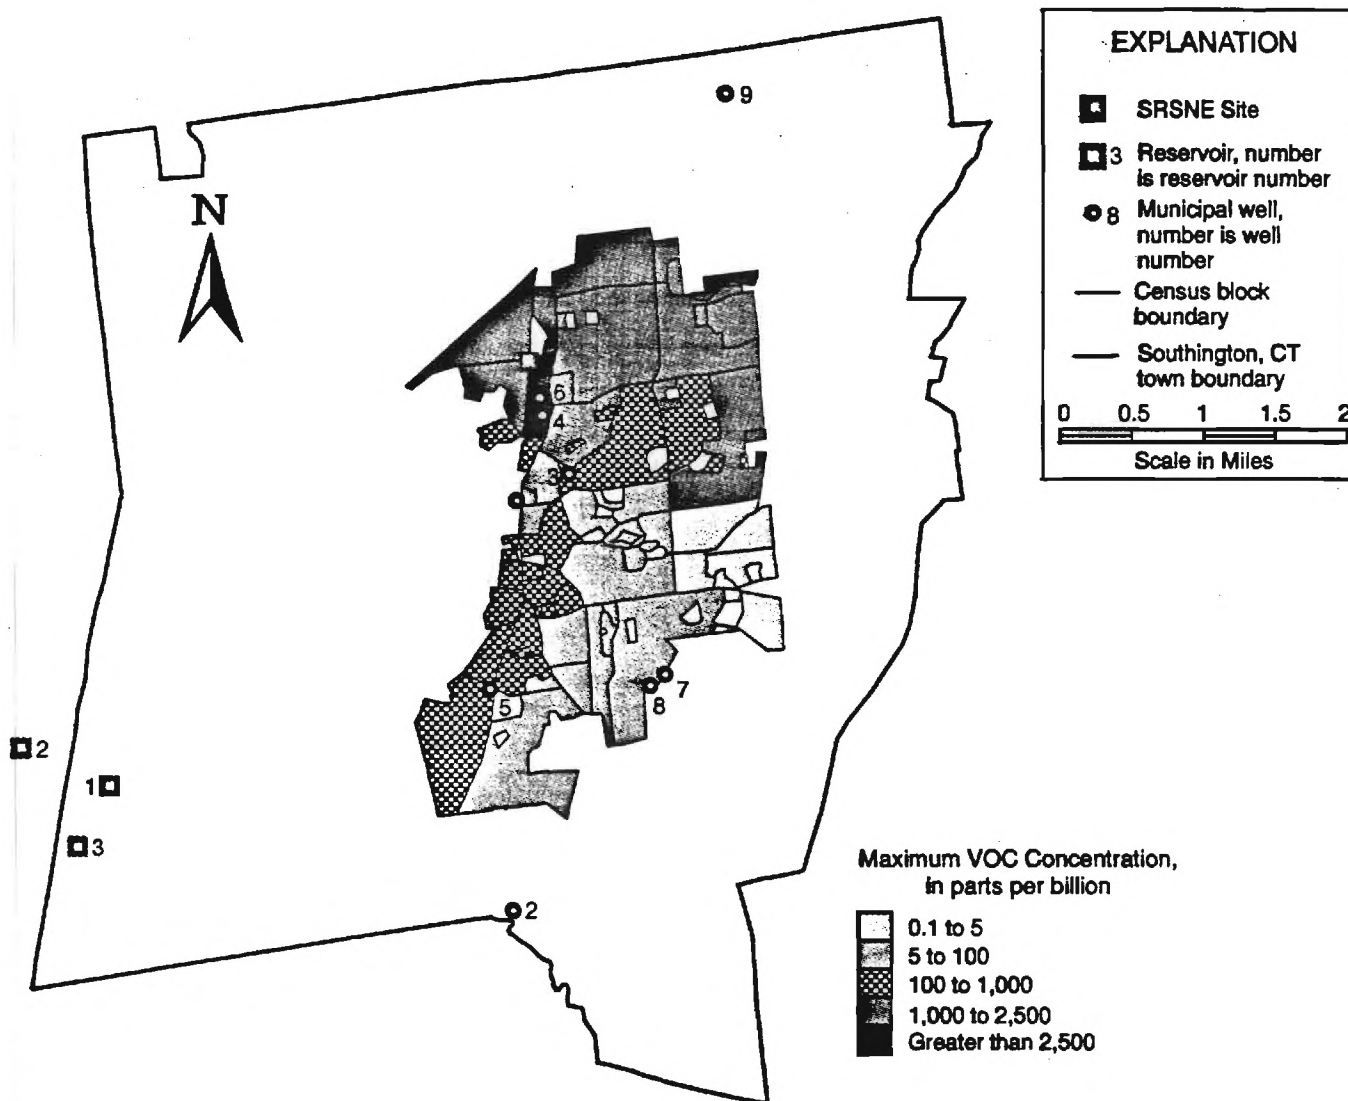 EXPLANATION
SRSNE Site
3 Reservoir, number
is reservoir number
8 Municipal well,
number is well
number
Census block
boundary
Southington, CT
town boundary
0 0.5 1 1.5 2
Scale in Miles
9
N
6
4
3
7
8
5
2
1
3
2
Maximum VOC Concentration,
in parts per billion
0.1 to 5
5 to 100
100 to 1,000
1,000 to 2,500
Greater than 2,500